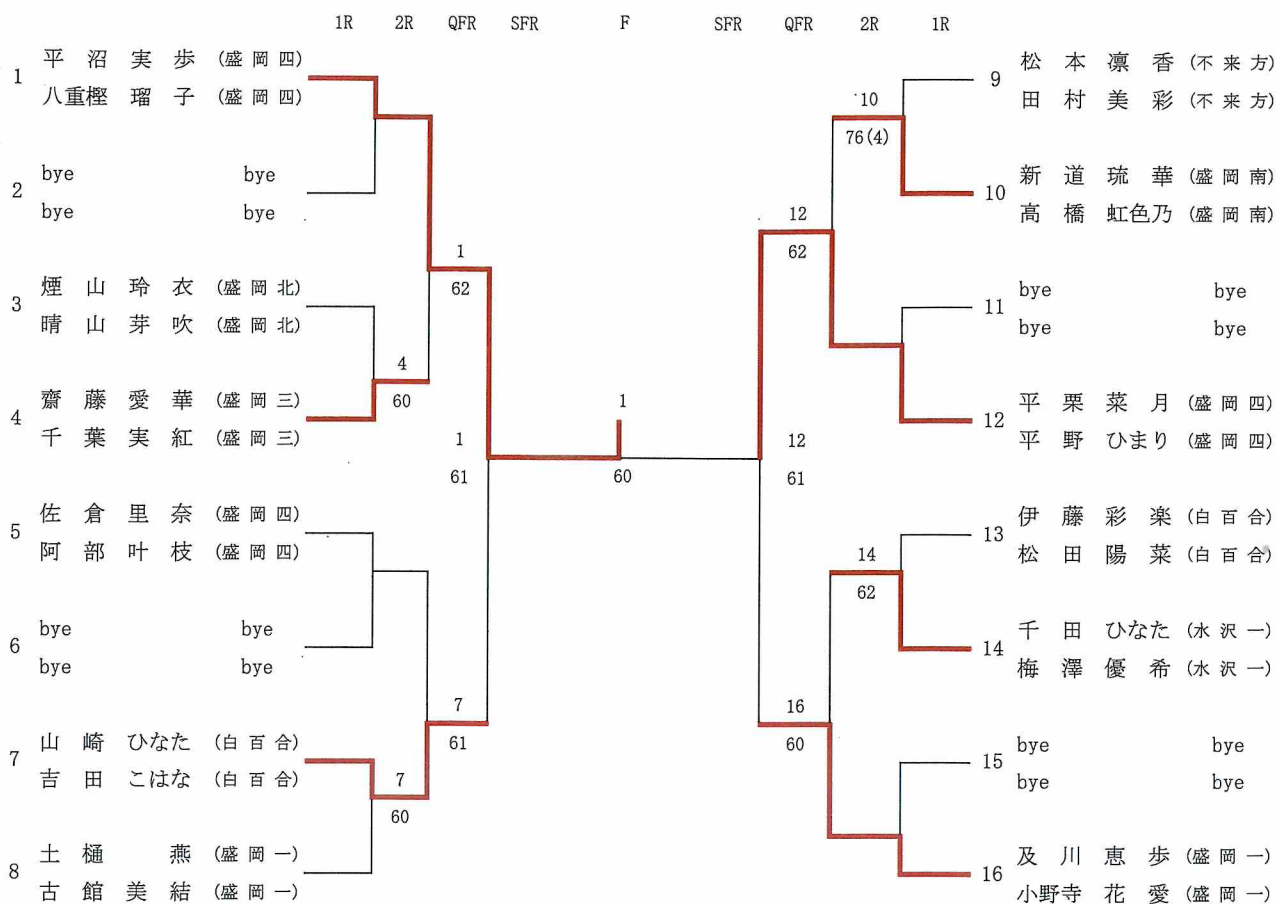 1R 2R QFR SFR F SFR QFR 2R 1R
1 平沼実歩 (盛岡四)
八重樫瑠子 (盛岡四)
2 bye bye
bye bye
3 煙山玲衣 (盛岡北)
晴山芽吹 (盛岡北)
4 齋藤愛華 (盛岡三)
千葉実紅 (盛岡三)
5 佐倉里奈 (盛岡四)
阿部叶枝 (盛岡四)
6 bye bye
bye bye
7 山崎ひなた (白百合)
吉田こはな (白百合)
8 土樋燕 (盛岡一)
古館美結 (盛岡一)
4
60
7
60
1
62
7
61
1
61
1
60
12
61
12
62
16
60
10
76(4)
14
62
9 松本凛香 (不来方)
田村美彩 (不来方)
10 新道琉華 (盛岡南)
高橋虹色乃 (盛岡南)
11 bye bye
bye bye
12 平栗菜月 (盛岡四)
平野ひまり (盛岡四)
13 伊藤彩楽 (白百合)
松田陽菜 (白百合)
14 千田ひなた (水沢一)
梅澤優希 (水沢一)
15 bye bye
bye bye
16 及川恵歩 (盛岡一)
小野寺花愛 (盛岡一)